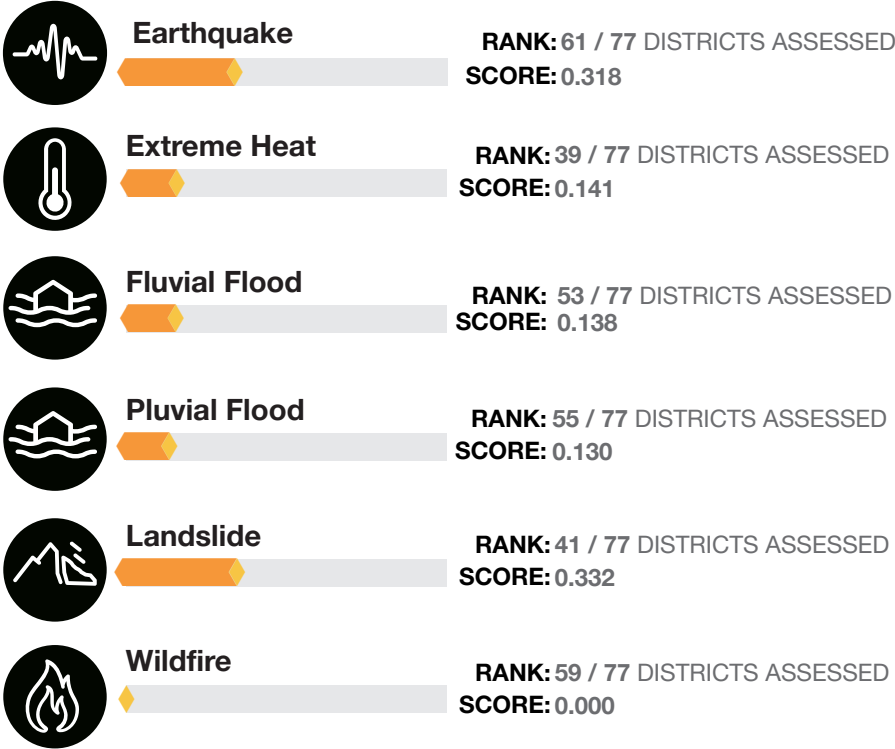 Earthquake
RANK: 61 / 77 DISTRICTS ASSESSED
SCORE: 0.318
Extreme Heat
RANK: 39 / 77 DISTRICTS ASSESSED
SCORE: 0.141
Fluvial Flood
RANK: 53 / 77 DISTRICTS ASSESSED
SCORE: 0.138
Pluvial Flood
RANK: 55 / 77 DISTRICTS ASSESSED
SCORE: 0.130
Landslide
RANK: 41 / 77 DISTRICTS ASSESSED
SCORE: 0.332
Wildfire
RANK: 59 / 77 DISTRICTS ASSESSED
SCORE: 0.000